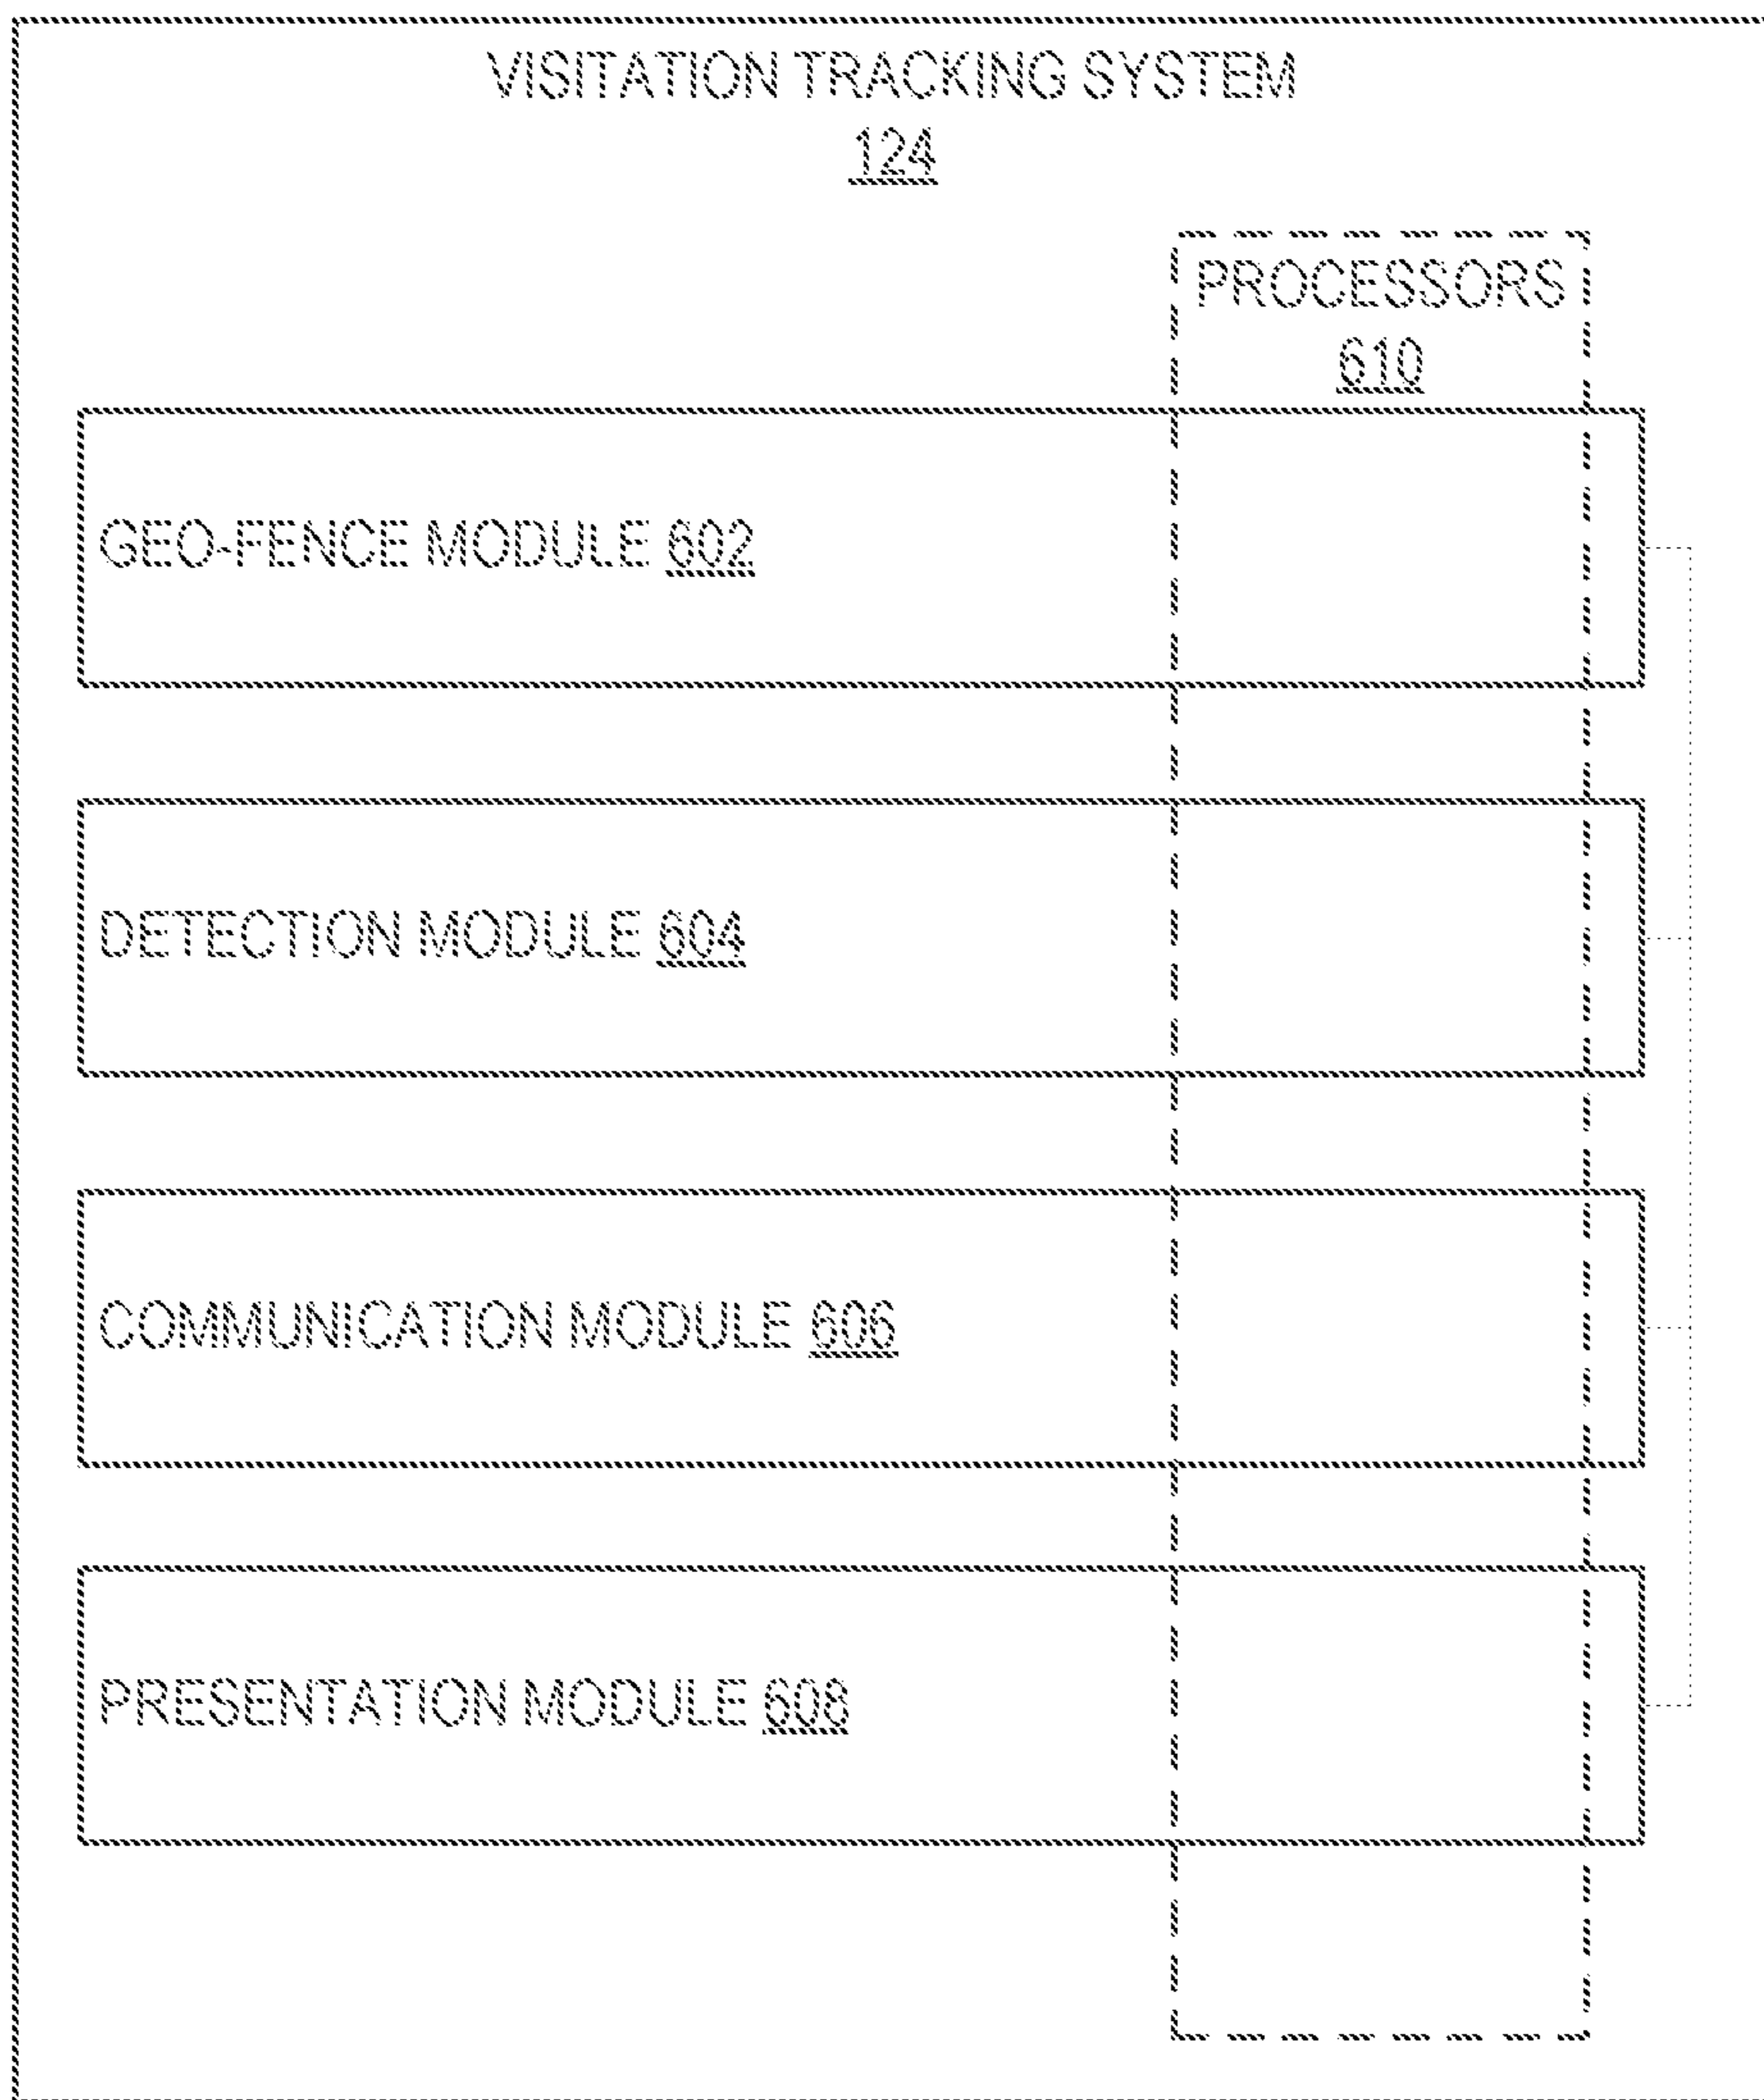 VISITATION TRACKING SYSTEM
124
PROCESSORS
610
GEO-FENCE MODULE 602
DETECTION MODULE 604
COMMUNICATION MODULE 606
PRESENTATION MODULE 608